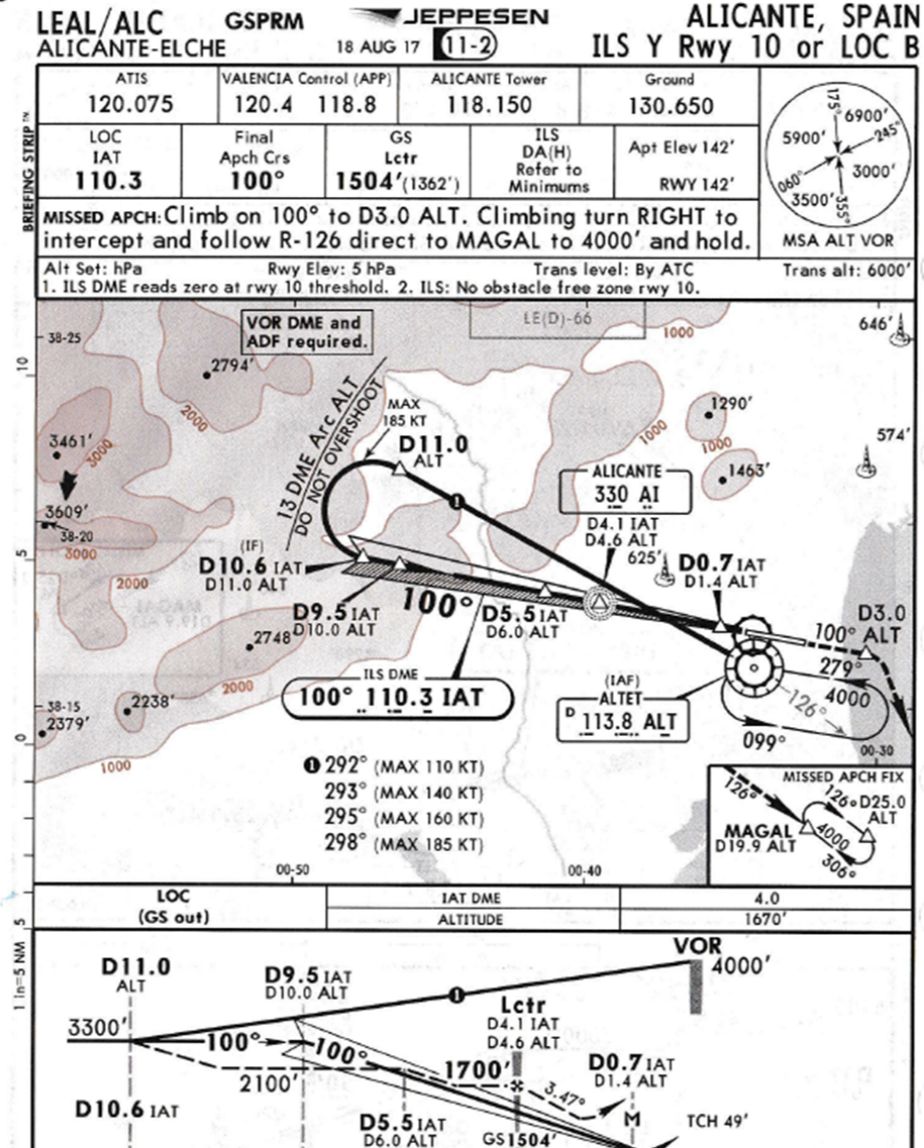 LEAL/ALC GSPRM JEPPESEN ALICANTE, SPAIN
ALICANTE-ELCHE 18 AUG 17 11-2 ILS Y Rwy 10 or LOC B
ATIS VALENCIA Control (APP) ALICANTE Tower Ground
120.075 120.4 118.8 118.150 130.650
LOC
IAT
110.3
Final
Apch Crs
100°
GS
Lctr
1504'(1362')
ILS
DA(H)
Refer to
Minimums
Apt Elev 142'
RWY 142'
175°
6900'
245°
5900'
3000'
060°
3500'
355°
MSA ALT VOR
BRIEFING STRIP™
MISSED APCH: Climb on 100° to D3.0 ALT. Climbing turn RIGHT to
intercept and follow R-126 direct to MAGAL to 4000' and hold.
Alt Set: hPa Rwy Elev: 5 hPa Trans level: By ATC Trans alt: 6000'
1. ILS DME reads zero at rwy 10 threshold. 2. ILS: No obstacle free zone rwy 10.
VOR DME and
ADF required.
LE(D)-66
1000
646'
38-25
10
2794'
2000
13 DME Arc ALT
DO NOT OVERSHOOT
MAX
185 KT
D11.0
ALT
1290'
1000
1000
574'
3461'
3000
1463'
ALICANTE
330 AI
3609'
38-20
3000
D4.1 IAT
D4.6 ALT
625'
5
(IF)
D10.6 IAT
D11.0 ALT
D0.7 IAT
D1.4 ALT
2000
MAGAL
D19.9 ALT
D9.5 IAT
D10.0 ALT
100°
D5.5 IAT
D6.0 ALT
D3.0
ALT
100°
2748
279°
4000
2000
ILS DME
100° 110.3 IAT
(IAF)
ALTET
D 113.8 ALT
126°
099°
00-30
38-15
2379'
2238'
0
1000
1 292° (MAX 110 KT)
293° (MAX 140 KT)
295° (MAX 160 KT)
298° (MAX 185 KT)
MISSED APCH FIX
126°
126° D25.0
ALT
MAGAL
D19.9 ALT
4000
306°
00-50
00-40
LOC
(GS out)
IAT DME 4.0
ALTITUDE 1670'
5
1 In=5 NM
VOR
4000'
D11.0
ALT
D9.5 IAT
D10.0 ALT
1
Lctr
D4.1 IAT
D4.6 ALT
3300'
100°
100°
1700'
D0.7 IAT
D1.4 ALT
2100'
3.47°
D10.6 IAT
D5.5 IAT
D6.0 ALT
GS1504'
M
TCH 49'